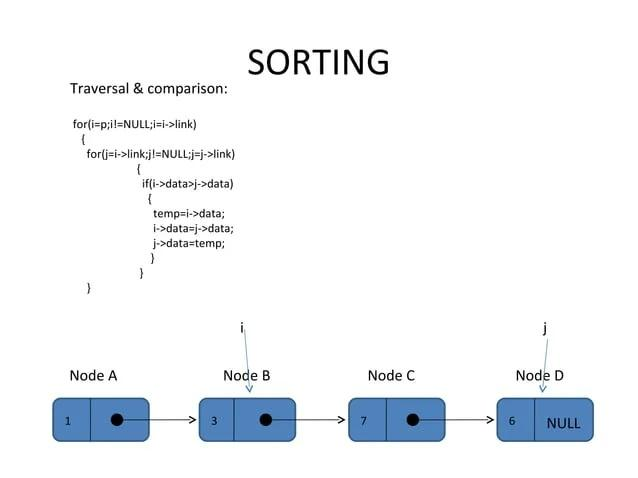 SORTING
Traversal & comparison:
for(i=p;i!=NULL;i=i->link)
{
for(j=i->link;j!=NULL;j=j->link)
{
if(i->data>j->data)
{
temp=i->data;
i->data=j->data;
j->data=temp;
}
}
}
i j
Node A Node B Node C Node D
1 3 7 6 NULL